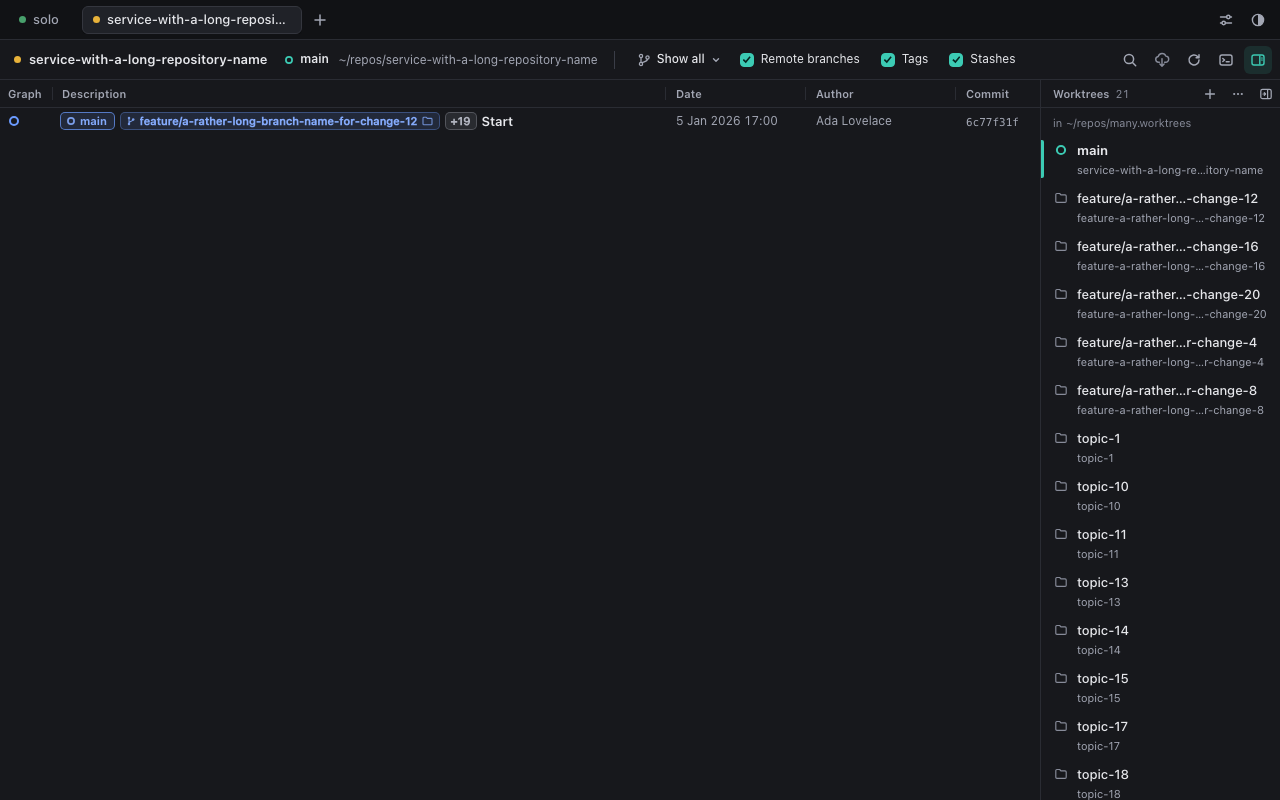 solo
service-with-a-long-reposi...
service-with-a-long-repository-name main ~/repos/service-with-a-long-repository-name Show all Remote branches Tags Stashes
Graph Description Date Author Commit
main feature/a-rather-long-branch-name-for-change-12 +19 Start 5 Jan 2026 17:00 Ada Lovelace 6c77f31f
Worktrees 21
in ~/repos/many.worktrees
main
service-with-a-long-re...itory-name
feature/a-rather...-change-12
feature-a-rather-long-...-change-12
feature/a-rather...-change-16
feature-a-rather-long-...-change-16
feature/a-rather...-change-20
feature-a-rather-long-...-change-20
feature/a-rather...r-change-4
feature-a-rather-long-...r-change-4
feature/a-rather...r-change-8
feature-a-rather-long-...r-change-8
topic-1
topic-1
topic-10
topic-10
topic-11
topic-11
topic-13
topic-13
topic-14
topic-14
topic-15
topic-15
topic-17
topic-17
topic-18
topic-18